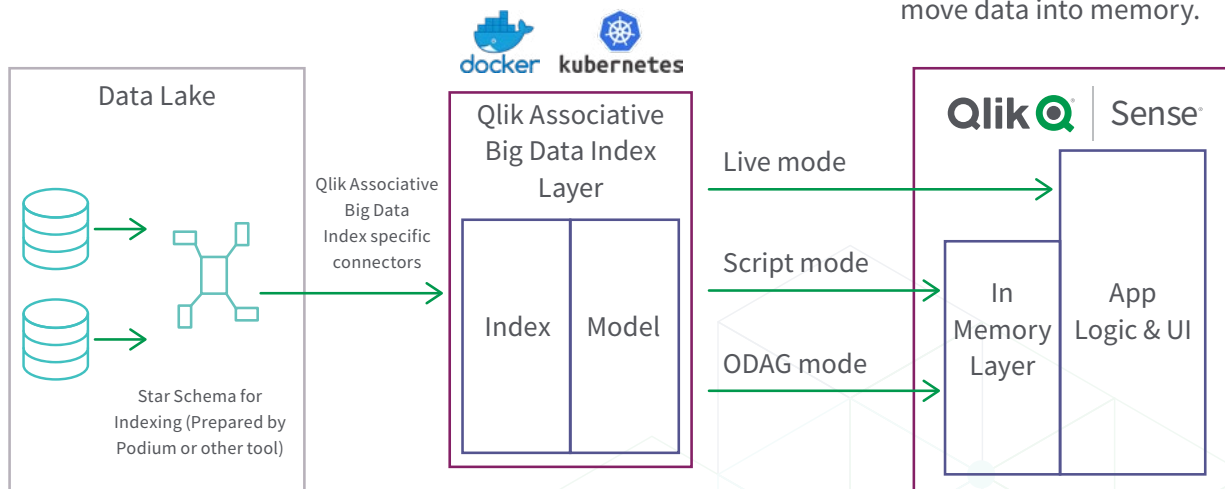 move data into memory.
docker
kubernetes
Data Lake
Star Schema for
Indexing (Prepared by
Podium or other tool)
Qlik Associative
Big Data
Index specific
connectors
Qlik Associative
Big Data Index
Layer
Index
Model
Live mode
Script mode
ODAG mode
Qlik
Sense
In
Memory
Layer
App
Logic & UI